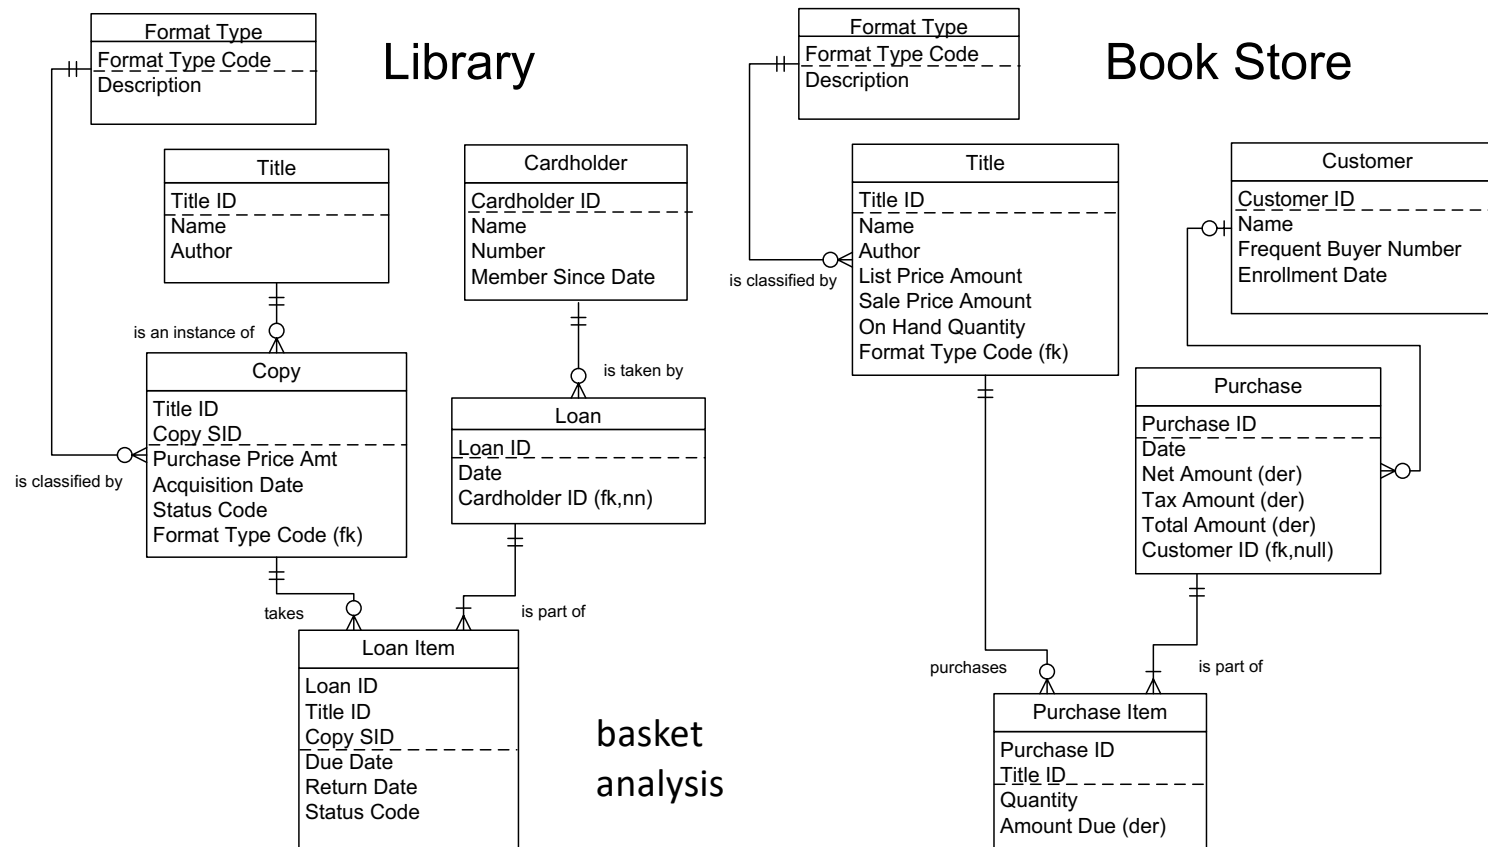 Library
Format Type
Format Type Code
Description
Title
Title ID
Name
Author
Cardholder
Cardholder ID
Name
Number
Member Since Date
is an instance of
is taken by
Copy
Title ID
Copy SID
Purchase Price Amt
Acquisition Date
Status Code
Format Type Code (fk)
is classified by
Loan
Loan ID
Date
Cardholder ID (fk,nn)
takes
is part of
Loan Item
Loan ID
Title ID
Copy SID
Due Date
Return Date
Status Code
basket
analysis
Book Store
Format Type
Format Type Code
Description
is classified by
Title
Title ID
Name
Author
List Price Amount
Sale Price Amount
On Hand Quantity
Format Type Code (fk)
Customer
Customer ID
Name
Frequent Buyer Number
Enrollment Date
Purchase
Purchase ID
Date
Net Amount (der)
Tax Amount (der)
Total Amount (der)
Customer ID (fk,null)
purchases
is part of
Purchase Item
Purchase ID
Title ID
Quantity
Amount Due (der)